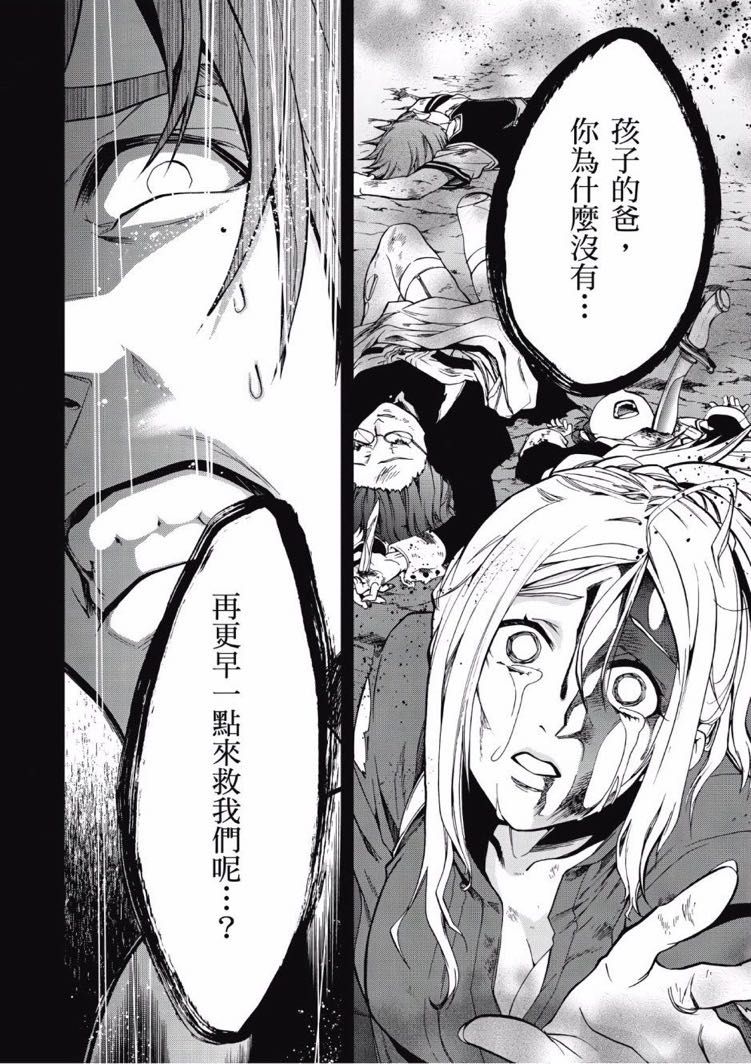 孩子的爸，
你為什麼沒有…
再更早一點來救我們呢…？